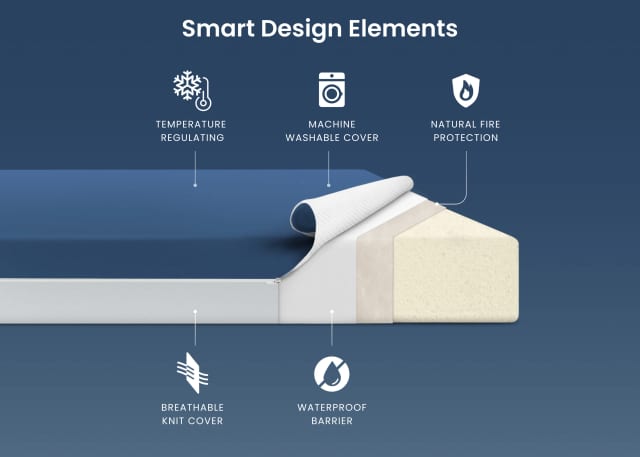 Smart Design Elements
TEMPERATURE
REGULATING
MACHINE
WASHABLE COVER
NATURAL FIRE
PROTECTION
BREATHABLE
KNIT COVER
WATERPROOF
BARRIER